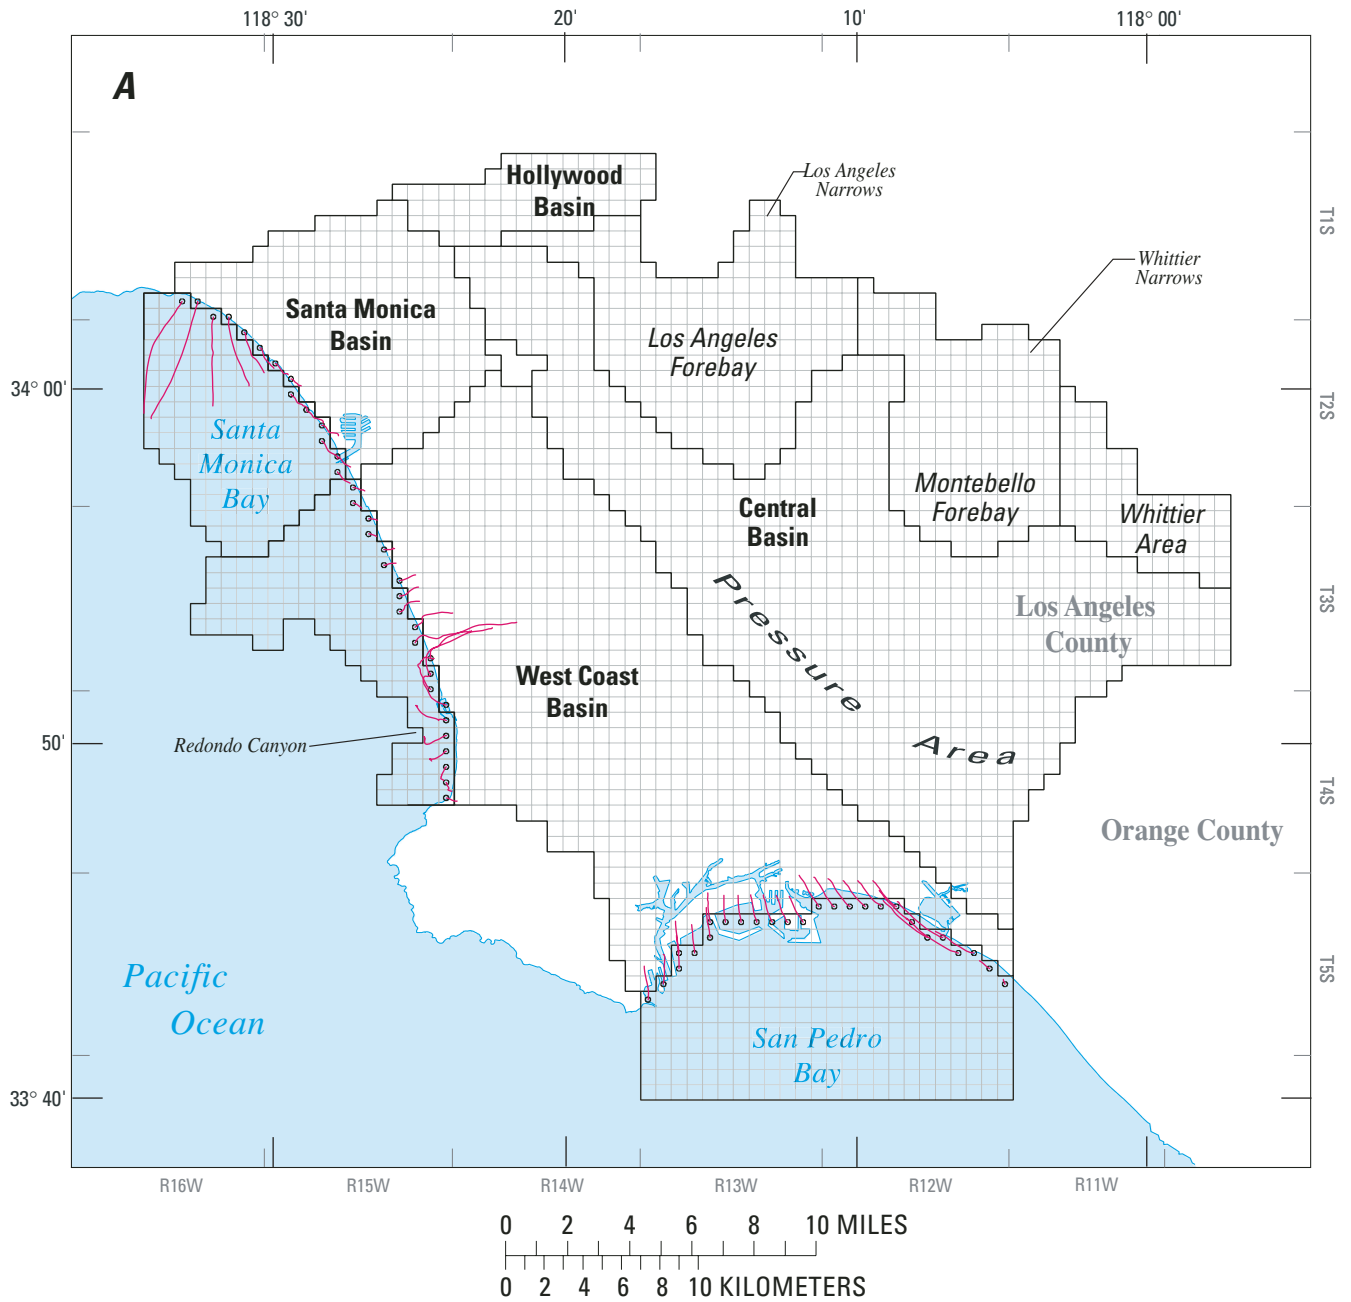 118° 30'
20'
10'
118° 00'
A
Hollywood
Basin
Los Angeles
Narrows
T1S
Whittier
Narrows
Santa Monica
Basin
Los Angeles
Forebay
34° 00'
T2S
Santa
Monica
Bay
Central
Basin
Montebello
Forebay
Whittier
Area
Pressure
Area
T3S
Los Angeles
County
West Coast
Basin
Redondo Canyon
50'
T4S
Orange County
Pacific
Ocean
T5S
San Pedro
Bay
33° 40'
R16W
R15W
R14W
R13W
R12W
R11W
0 2 4 6 8 10 MILES
0 2 4 6 8 10 KILOMETERS